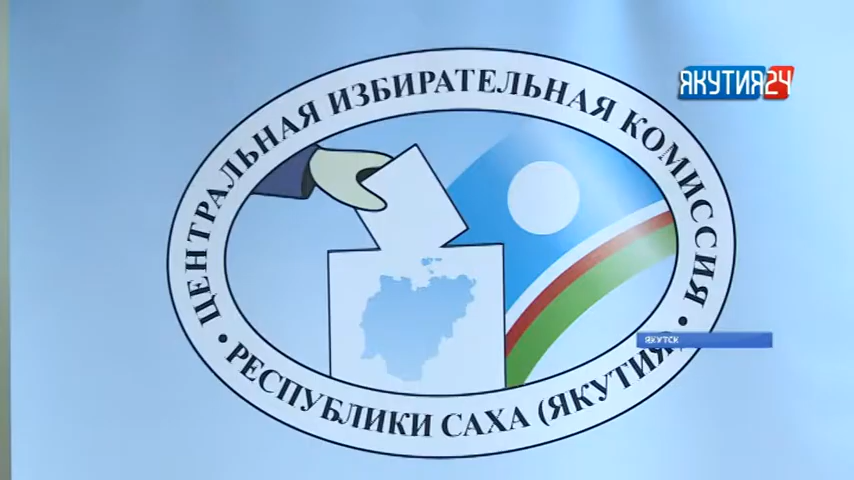 ЯКУТИЯ24
ЦЕНТРАЛЬНАЯ ИЗБИРАТЕЛЬНАЯ КОМИССИЯ
• РЕСПУБЛИКИ САХА (ЯКУТИЯ) •
ЯКУТСК